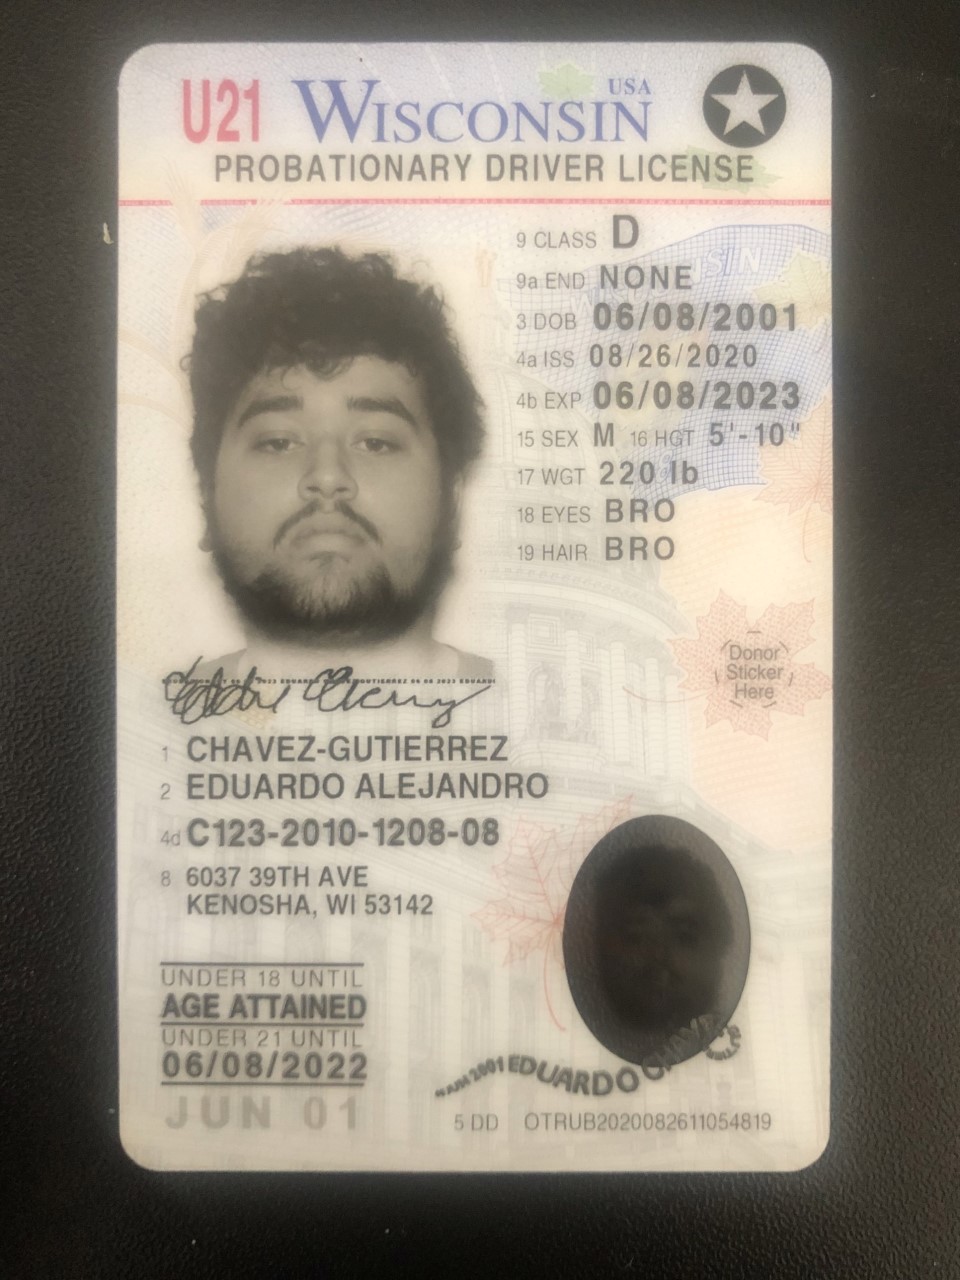 U21 WISCONSIN USA
PROBATIONARY DRIVER LICENSE
9 CLASS D
9a END NONE
3 DOB 06/08/2001
4a ISS 08/26/2020
4b EXP 06/08/2023
15 SEX M 16 HGT 5'-10"
17 WGT 220 lb
18 EYES BRO
19 HAIR BRO
Donor
Sticker
Here
1 CHAVEZ-GUTIERREZ
2 EDUARDO ALEJANDRO
4d C123-2010-1208-08
8 6037 39TH AVE
KENOSHA, WI 53142
UNDER 18 UNTIL
AGE ATTAINED
UNDER 21 UNTIL
06/08/2022
JUN 01
2001 EDUARDO
5 DD OTRUB2020082611054819